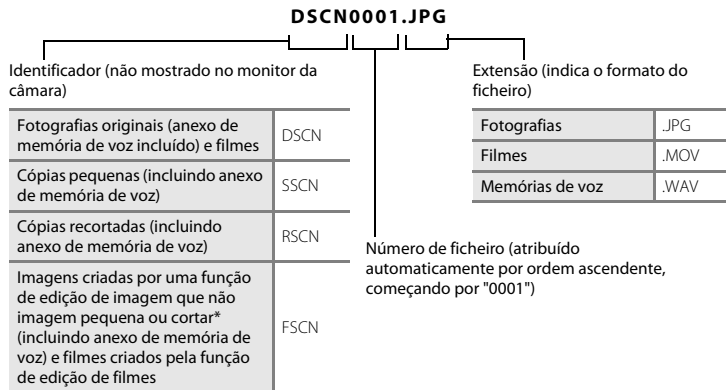 DSCN0001.JPG
Identificador (não mostrado no monitor da
câmara)
Fotografias originais (anexo de
memória de voz incluído) e filmes
DSCN
Cópias pequenas (incluindo anexo
de memória de voz)
SSCN
Cópias recortadas (incluindo
anexo de memória de voz)
RSCN
Imagens criadas por uma função
de edição de imagem que não
imagem pequena ou cortar*
(incluindo anexo de memória de
voz) e filmes criados pela função
de edição de filmes
FSCN
Número de ficheiro (atribuído
automaticamente por ordem ascendente,
começando por "0001")
Extensão (indica o formato do
ficheiro)
Fotografias .JPG
Filmes .MOV
Memórias de voz .WAV